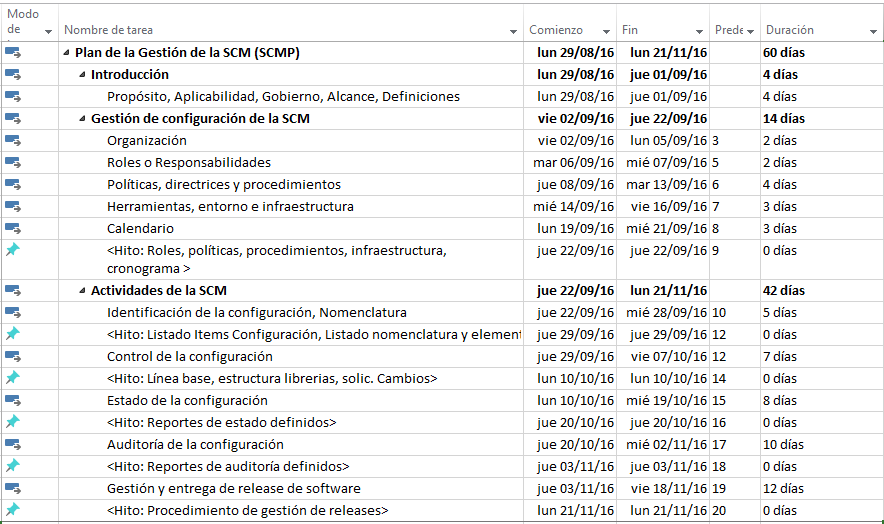 Modo
de
Nombre de tarea Comienzo Fin Prede Duración
Plan de la Gestión de la SCM (SCMP) lun 29/08/16 lun 21/11/16 60 días
Introducción lun 29/08/16 jue 01/09/16 4 días
Propósito, Aplicabilidad, Gobierno, Alcance, Definiciones lun 29/08/16 jue 01/09/16 4 días
Gestión de configuración de la SCM vie 02/09/16 jue 22/09/16 14 días
Organización vie 02/09/16 lun 05/09/16 3 2 días
Roles o Responsabilidades mar 06/09/16 mié 07/09/16 5 2 días
Políticas, directrices y procedimientos jue 08/09/16 mar 13/09/16 6 4 días
Herramientas, entorno e infraestructura mié 14/09/16 vie 16/09/16 7 3 días
Calendario lun 19/09/16 mié 21/09/16 8 3 días
<Hito: Roles, políticas, procedimientos, infraestructura, jue 22/09/16 jue 22/09/16 9 0 días
cronograma >
Actividades de la SCM jue 22/09/16 lun 21/11/16 42 días
Identificación de la configuración, Nomenclatura jue 22/09/16 mié 28/09/16 10 5 días
<Hito: Listado Items Configuración, Listado nomenclatura y element jue 29/09/16 jue 29/09/16 12 0 días
Control de la configuración jue 29/09/16 vie 07/10/16 12 7 días
<Hito: Línea base, estructura librerias, solic. Cambios> lun 10/10/16 lun 10/10/16 14 0 días
Estado de la configuración lun 10/10/16 mié 19/10/16 15 8 días
<Hito: Reportes de estado definidos> jue 20/10/16 jue 20/10/16 16 0 días
Auditoría de la configuración jue 20/10/16 mié 02/11/16 17 10 días
<Hito: Reportes de auditoría definidos> jue 03/11/16 jue 03/11/16 18 0 días
Gestión y entrega de release de software jue 03/11/16 vie 18/11/16 19 12 días
<Hito: Procedimiento de gestión de releases> lun 21/11/16 lun 21/11/16 20 0 días